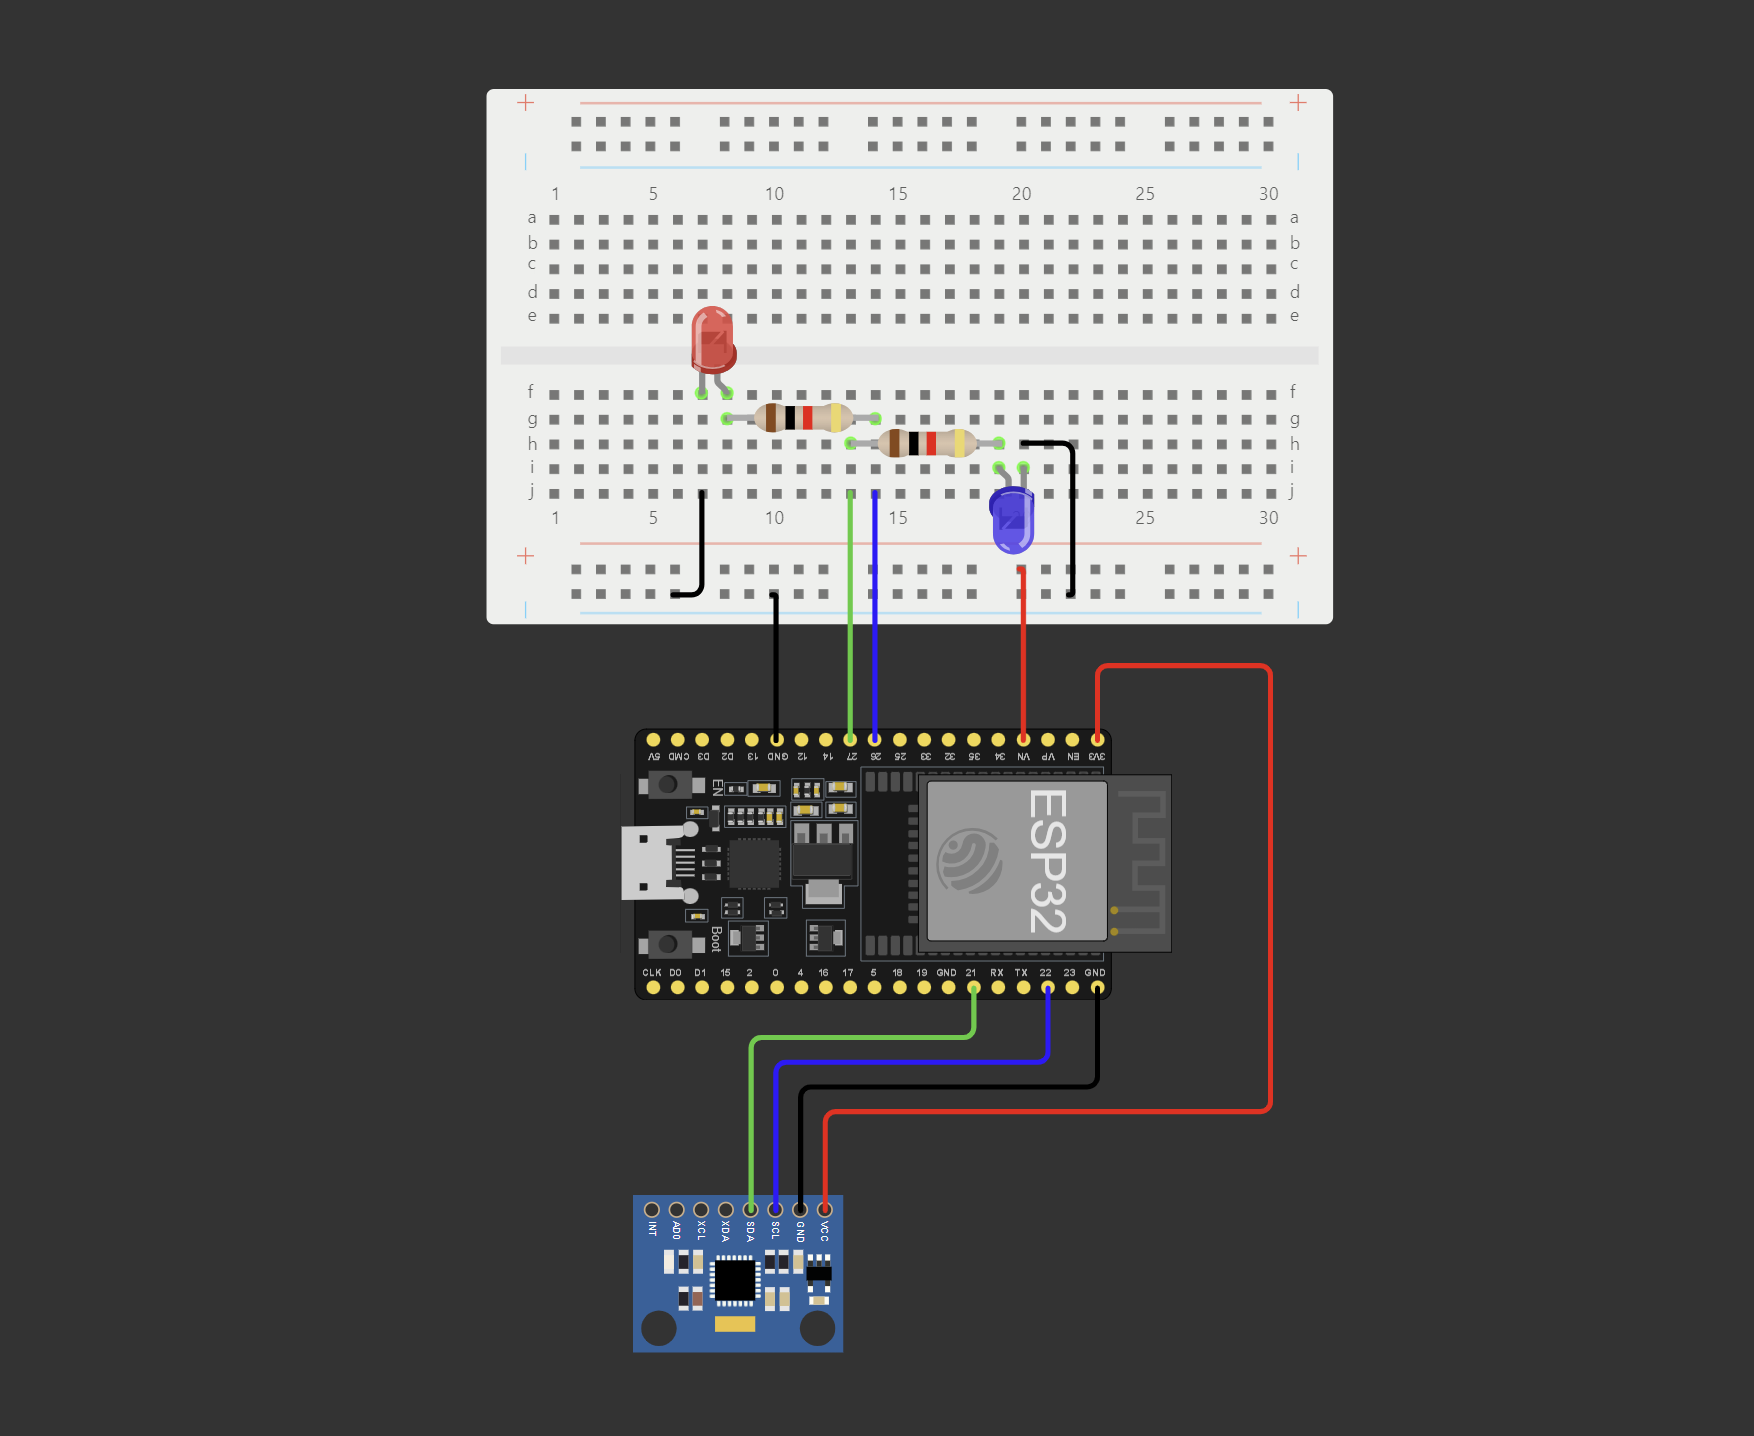 + +
1 5 10 15 20 25 30
a a
b b
c c
d d
e e
f f
g g
h h
i i
j j
1 5 10 15 25 30
+ +
5V CMD D3 D2 13 GND 12 14 27 26 25 33 32 35 34 VN VP EN 3V3
EN
ESP32
Boot
CLK D0 D1 15 2 0 4 16 17 5 18 19 GND 21 RX TX 22 23 GND
INT AD0 XCL XDA SDA SCL GND VCC